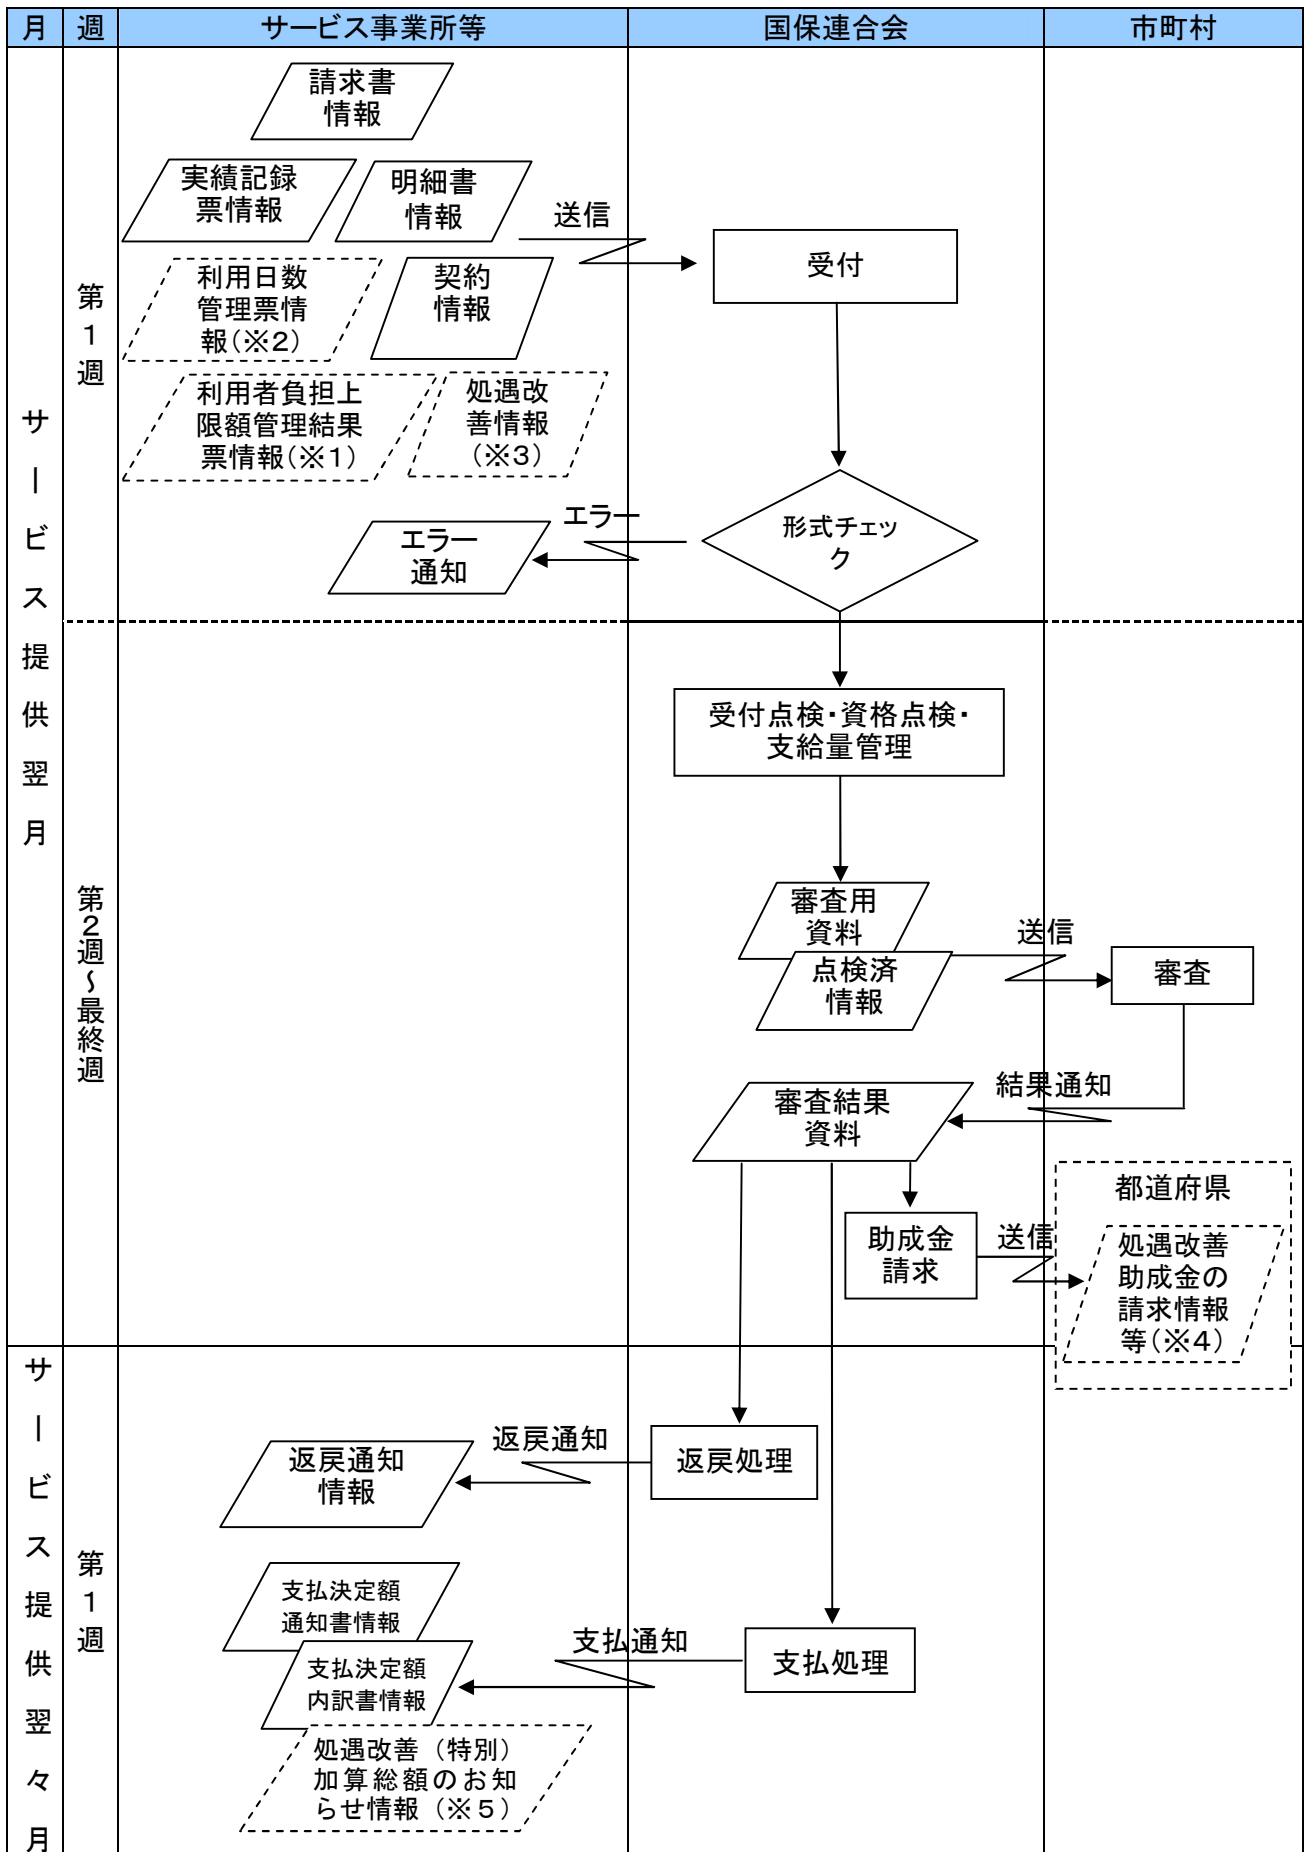 月 週 サービス事業所等 国保連合会 市町村
サービス提供翌月
第1週
請求書
情報
実績記録
票情報
明細書
情報
送信
受付
利用日数
管理票情
報(※2)
契約
情報
利用者負担上
限額管理結果
票情報(※1)
処遇改
善情報
(※3)
エラー
エラー
通知
形式チェッ
ク
第2週～最終週
受付点検・資格点検・
支給量管理
審査用
資料
点検済
情報
送信
審査
結果通知
審査結果
資料
助成金
請求
送信
都道府県
処遇改善
助成金の
請求情報
等(※4)
サービス提供翌々月
第1週
返戻通知
返戻通知
情報
返戻処理
支払決定額
通知書情報
支払通知
支払決定額
内訳書情報
支払処理
処遇改善（特別）
加算総額のお知
らせ情報（※５）